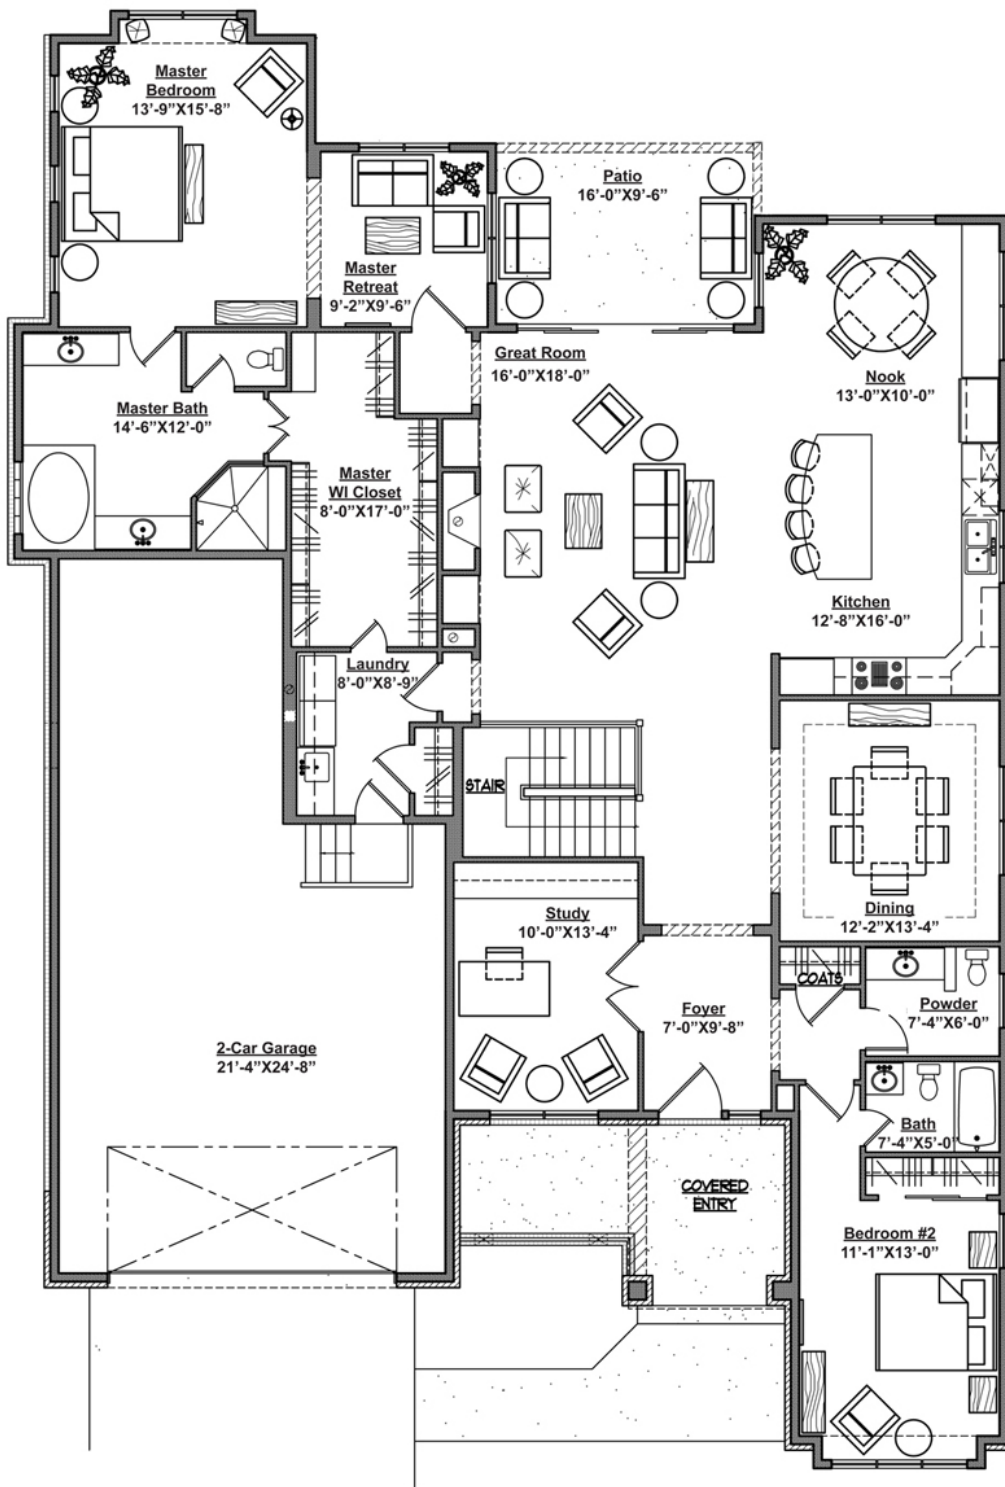 Master
Bedroom
13'-9"X15'-8"
Patio
16'-0"X9'-6"
Master
Retreat
9'-2"X9'-6"
Great Room
16'-0"X18'-0"
Nook
13'-0"X10'-0"
Master Bath
14'-6"X12'-0"
Master
WI Closet
8'-0"X17'-0"
Kitchen
12'-8"X16'-0"
Laundry
8'-0"X8'-9"
STAIR
Dining
12'-2"X13'-4"
Study
10'-0"X13'-4"
COATS
Powder
7'-4"X6'-0"
Foyer
7'-0"X9'-8"
2-Car Garage
21'-4"X24'-8"
Bath
7'-4"X5'-0"
COVERED
ENTRY
Bedroom #2
11'-1"X13'-0"